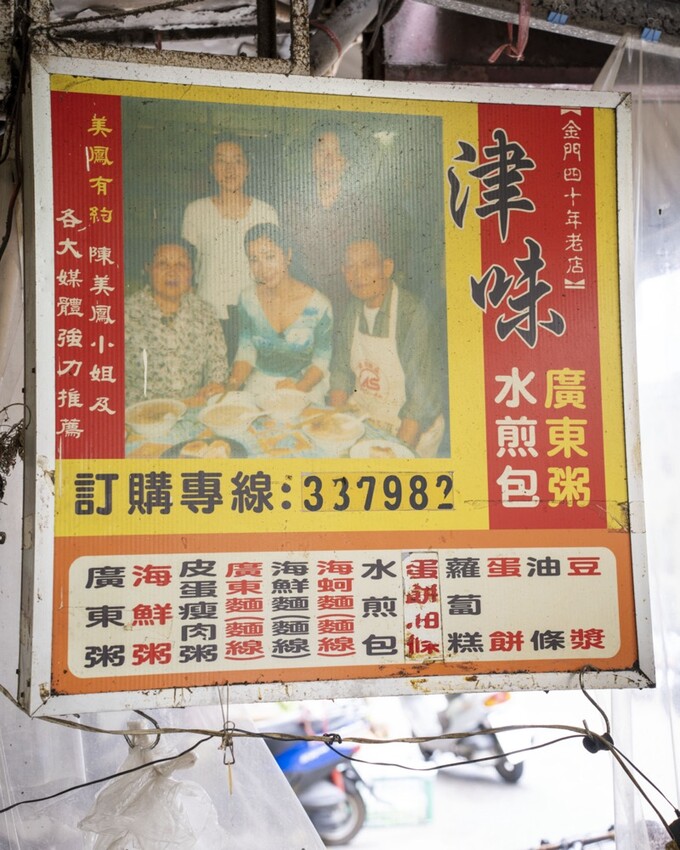 【金門四十年老店】
津味
廣東粥
水煎包
美鳳有約 陳美鳳小姐及
各大媒體強力推薦
訂購專線:337982
廣東粥
海鮮粥
皮蛋瘦肉粥
廣東麵(麵線)
海鮮麵(麵線)
海蚵麵(麵線)
水煎包
蛋餅油條
蘿蔔糕
蛋餅
油條
豆漿